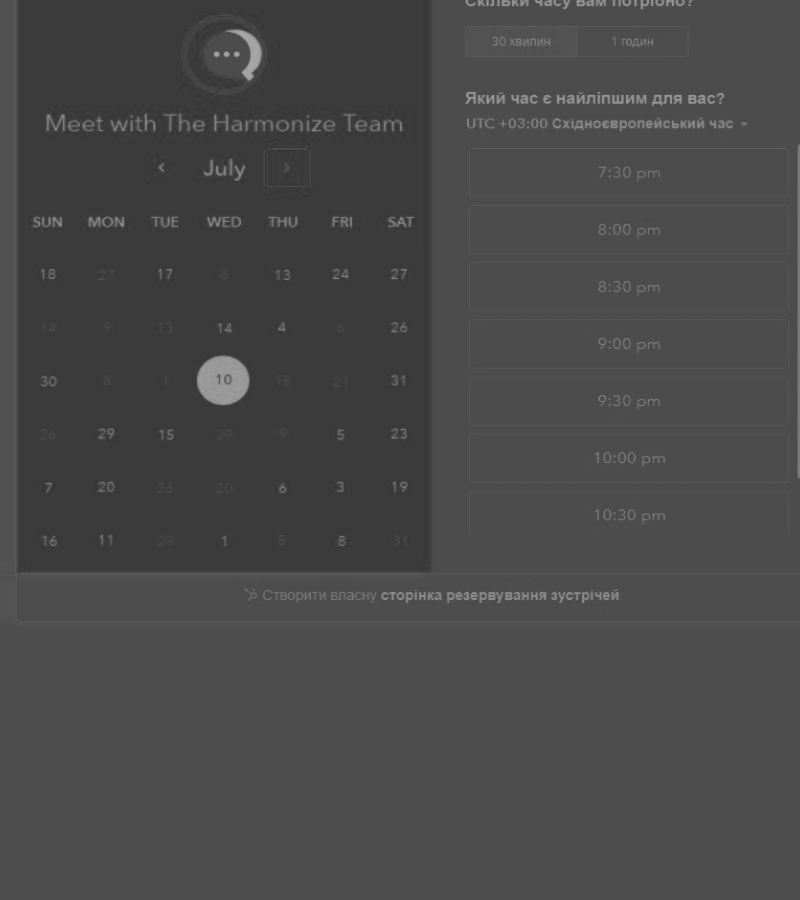 Meet with The Harmonize Team
July
SUN MON TUE WED THU FRI SAT
18 27 17 8 13 24 27
14 9 13 14 4 6 26
30 8 1 10 15 21 31
26 29 15 29 9 5 23
7 20 26 20 6 3 19
16 11 29 1 5 8 31
Скільки часу вам потрібно?
30 хвилин 1 годин
Який час є найліпшим для вас?
UTC +03:00 Східноєвропейський час
7:30 pm
8:00 pm
8:30 pm
9:00 pm
9:30 pm
10:00 pm
10:30 pm
Створити власну сторінка резервування зустрічей